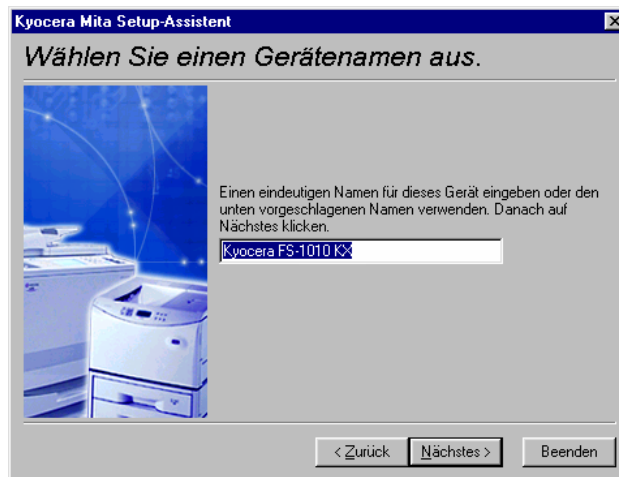 Kyocera Mita Setup-Assistent
Wählen Sie einen Gerätenamen aus.
Einen eindeutigen Namen für dieses Gerät eingeben oder den
unten vorgeschlagenen Namen verwenden. Danach auf
Nächstes klicken.
Kyocera FS-1010 KX
< Zurück Nächstes > Beenden